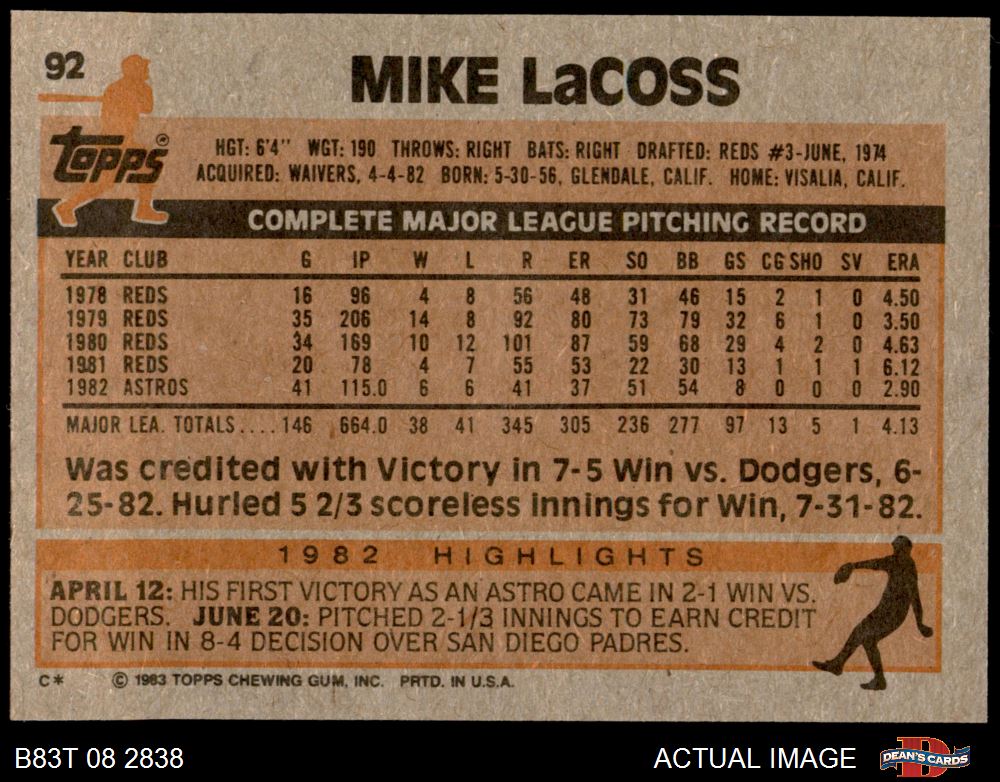 92
MIKE LaCOSS
Topps®
HGT: 6'4" WGT: 190 THROWS: RIGHT BATS: RIGHT DRAFTED: REDS #3-JUNE, 1974
ACQUIRED: WAIVERS, 4-4-82 BORN: 5-30-56, GLENDALE, CALIF. HOME: VISALIA, CALIF.
COMPLETE MAJOR LEAGUE PITCHING RECORD
YEAR CLUB G IP W L R ER SO BB GS CG SHO SV ERA
1978 REDS 16 96 4 8 56 48 31 46 15 2 1 0 4.50
1979 REDS 35 206 14 8 92 80 73 79 32 6 1 0 3.50
1980 REDS 34 169 10 12 101 87 59 68 29 4 2 0 4.63
1981 REDS 20 78 4 7 55 53 22 30 13 1 1 1 6.12
1982 ASTROS 41 115.0 6 6 41 37 51 54 8 0 0 0 2.90
MAJOR LEA. TOTALS....146 664.0 38 41 345 305 236 277 97 13 5 1 4.13
Was credited with Victory in 7-5 Win vs. Dodgers, 6-
25-82. Hurled 5 2/3 scoreless Innings for Win, 7-31-82.
1982 HIGHLIGHTS
APRIL 12: HIS FIRST VICTORY AS AN ASTRO CAME IN 2-1 WIN VS.
DODGERS. JUNE 20: PITCHED 2-1/3 INNINGS TO EARN CREDIT
FOR WIN IN 8-4 DECISION OVER SAN DIEGO PADRES.
C* © 1983 TOPPS CHEWING GUM, INC. PRTD. IN U.S.A.
B83T 08 2838
ACTUAL IMAGE
DEAN'S CARDS